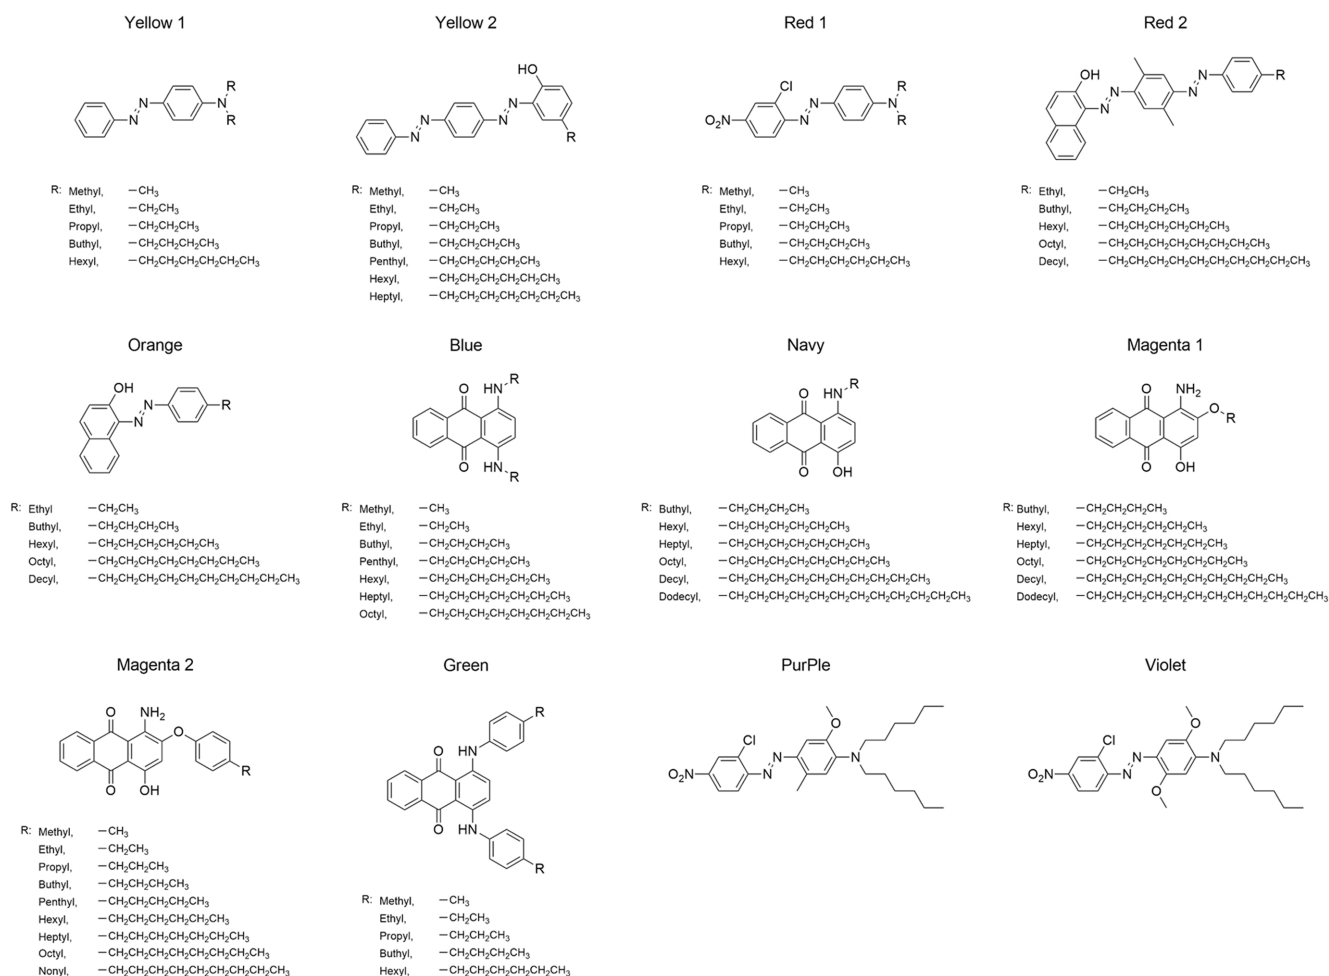 Yellow 1
N
N
N
R
R
R: Methyl, –CH₃
Ethyl, –CH₂CH₃
Propyl, –CH₂CH₂CH₃
Buthyl, –CH₂CH₂CH₂CH₃
Hexyl, –CH₂CH₂CH₂CH₂CH₂CH₃
Yellow 2
HO
N
N
N
N
R
R: Methyl, –CH₃
Ethyl, –CH₂CH₃
Propyl, –CH₂CH₂CH₃
Buthyl, –CH₂CH₂CH₂CH₃
Penthyl, –CH₂CH₂CH₂CH₂CH₃
Hexyl, –CH₂CH₂CH₂CH₂CH₂CH₃
Heptyl, –CH₂CH₂CH₂CH₂CH₂CH₂CH₃
Red 1
Cl
O₂N
N
N
N
R
R
R: Methyl, –CH₃
Ethyl, –CH₂CH₃
Propyl, –CH₂CH₂CH₃
Buthyl, –CH₂CH₂CH₂CH₃
Hexyl, –CH₂CH₂CH₂CH₂CH₂CH₃
Red 2
OH
N
N
N
N
R
R: Ethyl, –CH₂CH₃
Buthyl, –CH₂CH₂CH₂CH₃
Hexyl, –CH₂CH₂CH₂CH₂CH₂CH₃
Octyl, –CH₂CH₂CH₂CH₂CH₂CH₂CH₂CH₃
Decyl, –CH₂CH₂CH₂CH₂CH₂CH₂CH₂CH₂CH₂CH₃
Orange
OH
N
N
R
R: Ethyl –CH₂CH₃
Buthyl, –CH₂CH₂CH₂CH₃
Hexyl, –CH₂CH₂CH₂CH₂CH₂CH₃
Octyl, –CH₂CH₂CH₂CH₂CH₂CH₂CH₂CH₃
Decyl, –CH₂CH₂CH₂CH₂CH₂CH₂CH₂CH₂CH₂CH₃
Blue
O
HN
R
O
HN
R
R: Methyl, –CH₃
Ethyl, –CH₂CH₃
Buthyl, –CH₂CH₂CH₂CH₃
Penthyl, –CH₂CH₂CH₂CH₂CH₃
Hexyl, –CH₂CH₂CH₂CH₂CH₂CH₃
Heptyl, –CH₂CH₂CH₂CH₂CH₂CH₂CH₃
Octyl, –CH₂CH₂CH₂CH₂CH₂CH₂CH₂CH₃
Navy
O
HN
R
O
OH
R: Buthyl, –CH₂CH₂CH₂CH₃
Hexyl, –CH₂CH₂CH₂CH₂CH₂CH₃
Heptyl, –CH₂CH₂CH₂CH₂CH₂CH₂CH₃
Octyl, –CH₂CH₂CH₂CH₂CH₂CH₂CH₂CH₃
Decyl, –CH₂CH₂CH₂CH₂CH₂CH₂CH₂CH₂CH₂CH₃
Dodecyl, –CH₂CH₂CH₂CH₂CH₂CH₂CH₂CH₂CH₂CH₂CH₂CH₃
Magenta 1
O
NH₂
O
R
O
OH
R: Buthyl, –CH₂CH₂CH₂CH₃
Hexyl, –CH₂CH₂CH₂CH₂CH₂CH₃
Heptyl, –CH₂CH₂CH₂CH₂CH₂CH₂CH₃
Octyl, –CH₂CH₂CH₂CH₂CH₂CH₂CH₂CH₃
Decyl, –CH₂CH₂CH₂CH₂CH₂CH₂CH₂CH₂CH₂CH₃
Dodecyl, –CH₂CH₂CH₂CH₂CH₂CH₂CH₂CH₂CH₂CH₂CH₂CH₃
Magenta 2
O
NH₂
O
R
O
OH
R: Methyl, –CH₃
Ethyl, –CH₂CH₃
Propyl, –CH₂CH₂CH₃
Buthyl, –CH₂CH₂CH₂CH₃
Penthyl, –CH₂CH₂CH₂CH₂CH₃
Hexyl, –CH₂CH₂CH₂CH₂CH₂CH₃
Heptyl, –CH₂CH₂CH₂CH₂CH₂CH₂CH₃
Octyl, –CH₂CH₂CH₂CH₂CH₂CH₂CH₂CH₃
Nonyl, –CH₂CH₂CH₂CH₂CH₂CH₂CH₂CH₂CH₃
Green
R
O
HN
O
HN
R
R: Methyl, –CH₃
Ethyl, –CH₂CH₃
Propyl, –CH₂CH₂CH₃
Buthyl, –CH₂CH₂CH₂CH₃
Hexyl, –CH₂CH₂CH₂CH₂CH₂CH₃
PurPle
O
Cl
N
N
N
O₂N
Violet
O
Cl
N
N
N
O₂N
O